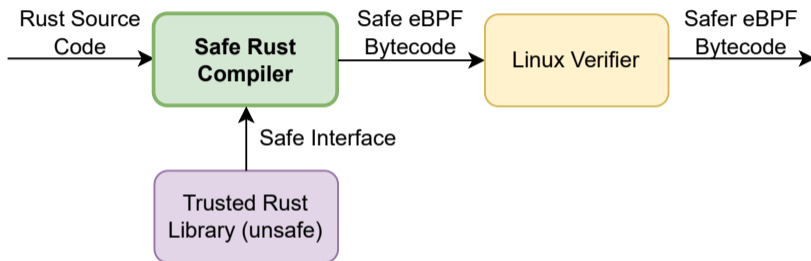 Rust Source
Code
Safe Rust
Compiler
Safe eBPF
Bytecode
Linux Verifier
Safer eBPF
Bytecode
Safe Interface
Trusted Rust
Library (unsafe)